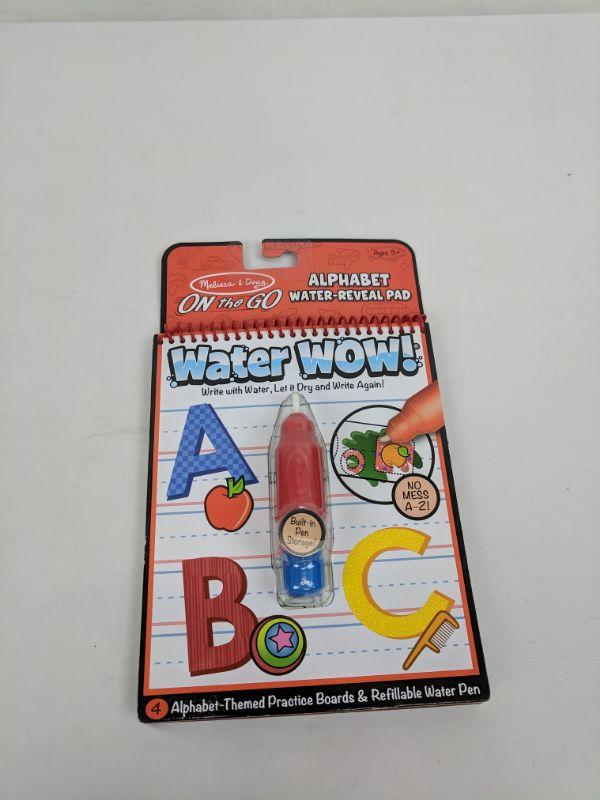 Melissa & Doug
ON the GO
ALPHABET
WATER-REVEAL PAD
Ages 3+
Water WOW!
Write with Water, Let it Dry and Write Again!
A
NO
MESS
A-Z!
Built-in
Pen
Storage!
B
C
4 Alphabet-Themed Practice Boards & Refillable Water Pen